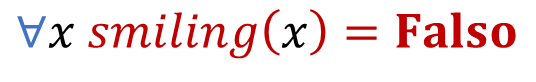 ∀x smiling(x) = Falso